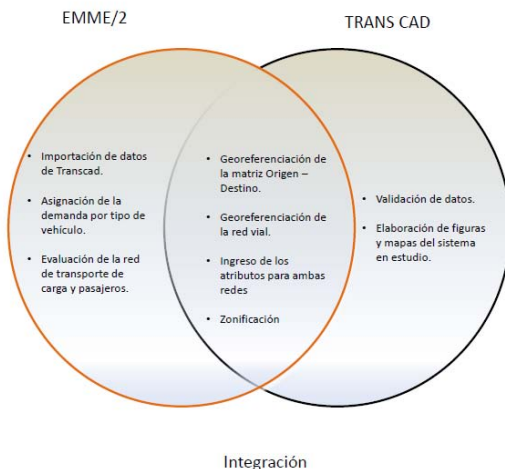 EMME/2
TRANS CAD
• Importación de datos
de Transcad.
• Asignación de la
demanda por tipo de
vehículo.
• Evaluación de la red
de transporte de
carga y pasajeros.
• Georeferenciación de
la matriz Origen –
Destino.
• Georeferenciación de
la red vial.
• Ingreso de los
atributos para ambas
redes
• Zonificación
• Validación de datos.
• Elaboración de figuras
y mapas del sistema
en estudio.
Integración